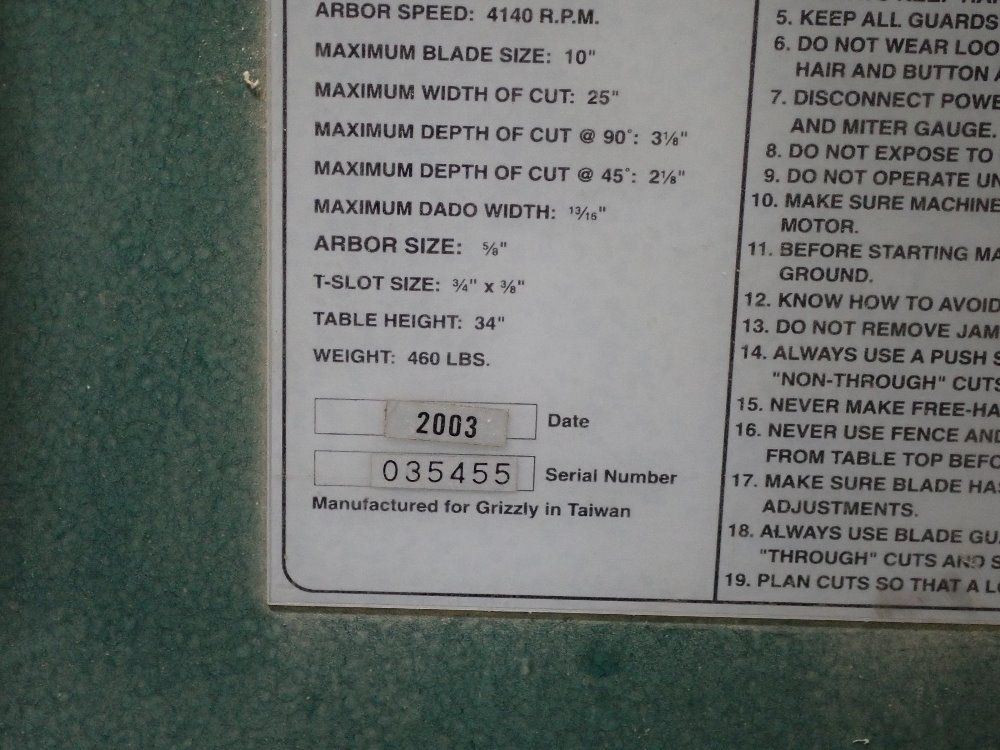 ARBOR SPEED: 4140 R.P.M.
MAXIMUM BLADE SIZE: 10"
MAXIMUM WIDTH OF CUT: 25"
MAXIMUM DEPTH OF CUT @ 90°: 3⅛"
MAXIMUM DEPTH OF CUT @ 45°: 2⅛"
MAXIMUM DADO WIDTH: 13/16"
ARBOR SIZE: ⅝"
T-SLOT SIZE: ¾" x ⅜"
TABLE HEIGHT: 34"
WEIGHT: 460 LBS.
2003 Date
035455 Serial Number
Manufactured for Grizzly in Taiwan
5. KEEP ALL GUARDS
6. DO NOT WEAR LOO
HAIR AND BUTTON
7. DISCONNECT POWE
AND MITER GAUGE.
8. DO NOT EXPOSE TO
9. DO NOT OPERATE UN
10. MAKE SURE MACHINE
MOTOR.
11. BEFORE STARTING MA
GROUND.
12. KNOW HOW TO AVOID
13. DO NOT REMOVE JAM
14. ALWAYS USE A PUSH S
"NON-THROUGH" CUTS
15. NEVER MAKE FREE-HA
16. NEVER USE FENCE AND
FROM TABLE TOP BEFO
17. MAKE SURE BLADE HAS
ADJUSTMENTS.
18. ALWAYS USE BLADE GU
"THROUGH" CUTS AND S
19. PLAN CUTS SO THAT A LO